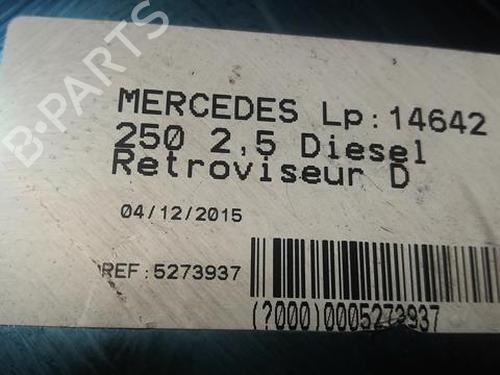 B-PARTS
MERCEDES Lp:14642
250 2,5 Diesel
Retroviseur D
04/12/2015
REF:5273937
(?000)0005273937